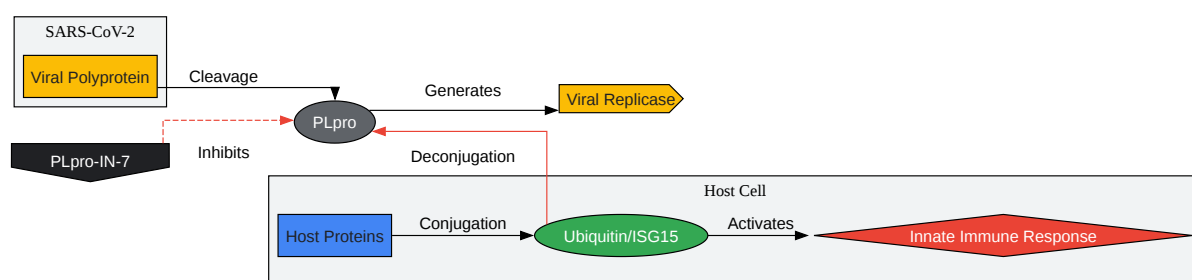 SARS-CoV-2
Viral Polyprotein
Cleavage
Generates
Viral Replicase
PLpro
PLpro-IN-7
Inhibits
Deconjugation
Host Cell
Host Proteins
Conjugation
Ubiquitin/ISG15
Activates
Innate Immune Response